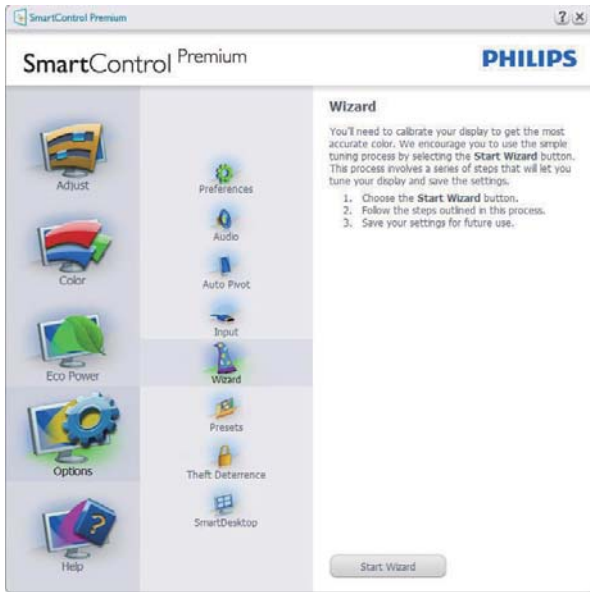 SmartControl Premium
? X
SmartControl Premium
PHILIPS
Adjust
Color
Eco Power
Options
Help
Preferences
Audio
Auto Pivot
Input
Wizard
Presets
Theft Deterrence
SmartDesktop
Wizard
You'll need to calibrate your display to get the most
accurate color. We encourage you to use the simple
tuning process by selecting the Start Wizard button.
This process involves a series of steps that will let you
tune your display and save the settings.
1. Choose the Start Wizard button.
2. Follow the steps outlined in this process.
3. Save your settings for future use.
Start Wizard